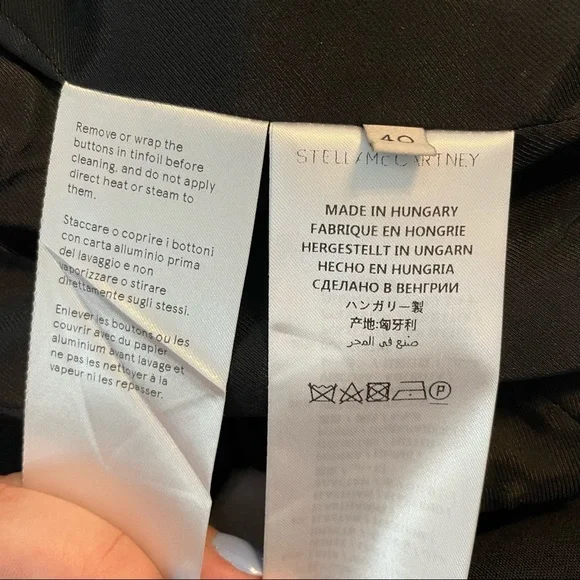 Remove or wrap the
buttons in tinfoil before
cleaning, and do not apply
direct heat or steam to
them.
Staccare o coprire i bottoni
con carta alluminio prima
del lavaggio e non
vaporizzare o stirare
direttamente sugli stessi.
Enlever les boutons ou les
couvrir avec du papier
aluminium avant lavage et
ne pas les nettoyer à la
vapeur ni les repasser.
40
STELLA McCARTNEY
MADE IN HUNGARY
FABRIQUE EN HONGRIE
HERGESTELLT IN UNGARN
HECHO EN HUNGRIA
СДЕЛАНО В ВЕНГРИИ
ハンガリー製
产地:匈牙利
صنع في المجر
P